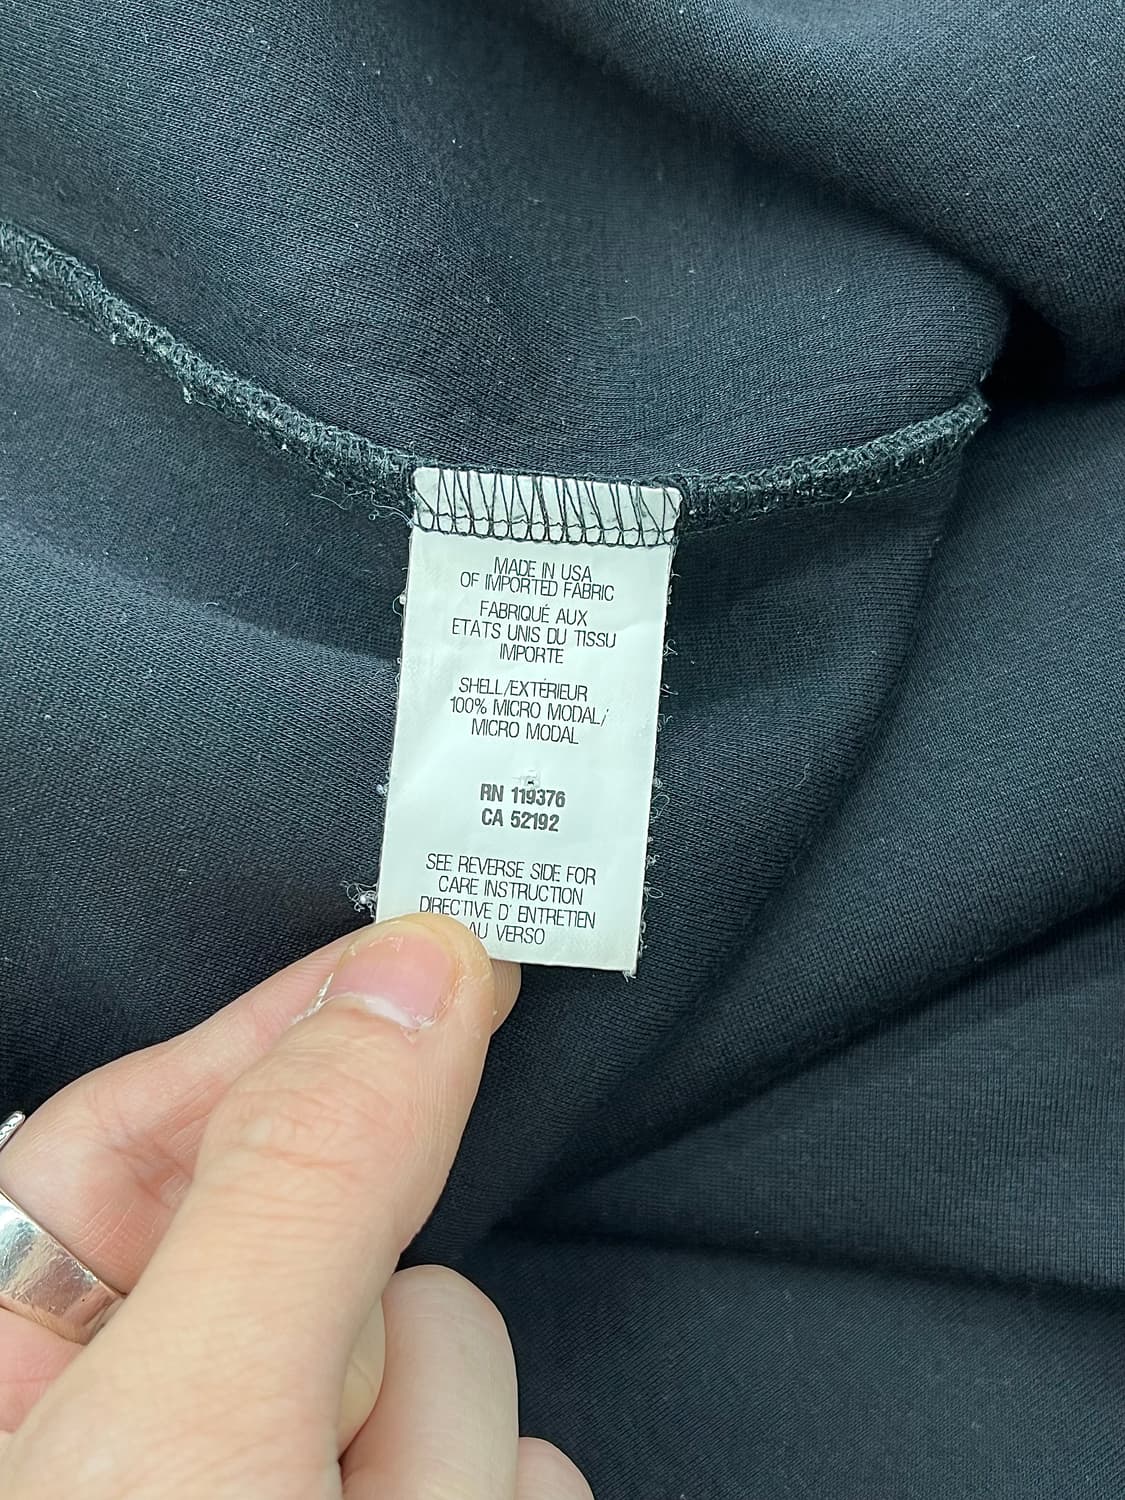 MADE IN USA
OF IMPORTED FABRIC
FABRIQUÉ AUX
ETATS UNIS DU TISSU
IMPORTE
SHELL/EXTÉRIEUR
100% MICRO MODAL/
MICRO MODAL
RN 119376
CA 52192
SEE REVERSE SIDE FOR
CARE INSTRUCTION
DIRECTIVE D' ENTRETIEN
AU VERSO